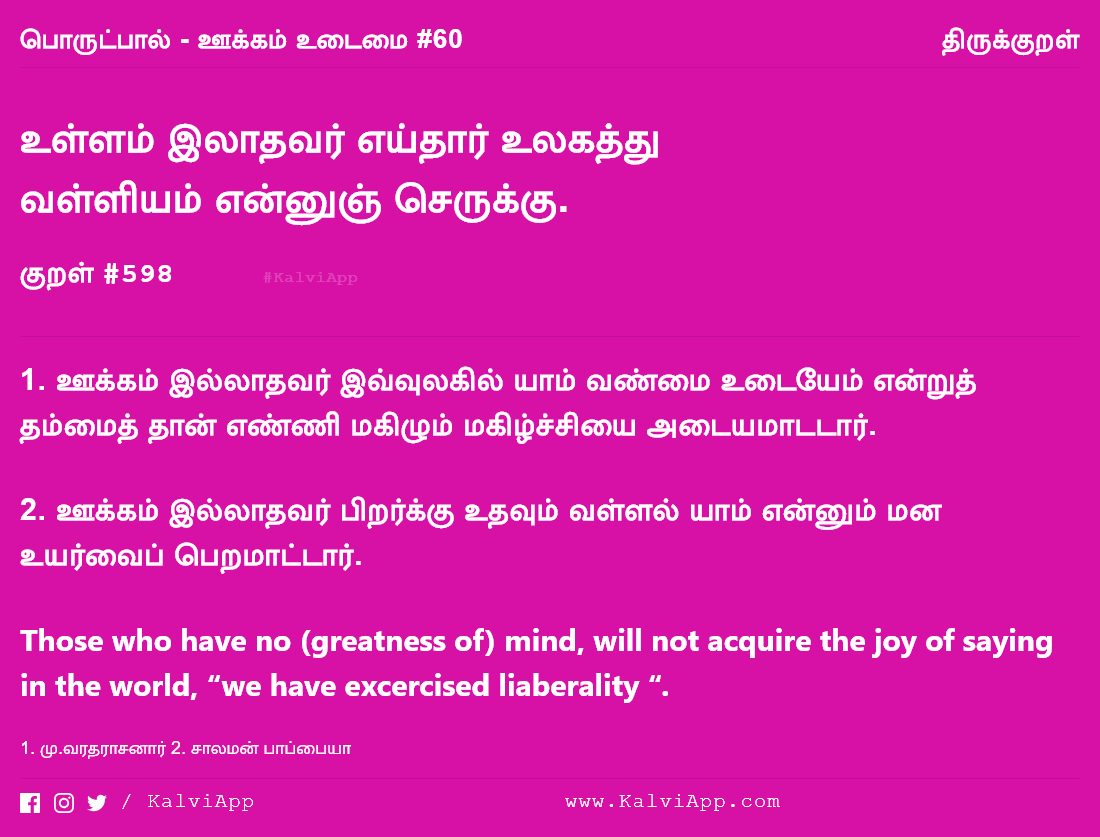 பொருட்பால் - ஊக்கம் உடைமை #60 திருக்குறள்
உள்ளம் இலாதவர் எய்தார் உலகத்து
வள்ளியம் என்னுஞ் செருக்கு.
குறள் #598 #KalviApp
1. ஊக்கம் இல்லாதவர் இவ்வுலகில் யாம் வண்மை உடையேம் என்றுத்
தம்மைத் தான் எண்ணி மகிழும் மகிழ்ச்சியை அடையமாடடார்.
2. ஊக்கம் இல்லாதவர் பிறர்க்கு உதவும் வள்ளல் யாம் என்னும் மன
உயர்வைப் பெறமாட்டார்.
Those who have no (greatness of) mind, will not acquire the joy of saying
in the world, “we have excercised liaberality “.
1. மு.வரதராசனார் 2. சாலமன் பாப்பையா
/ KalviApp www.KalviApp.com